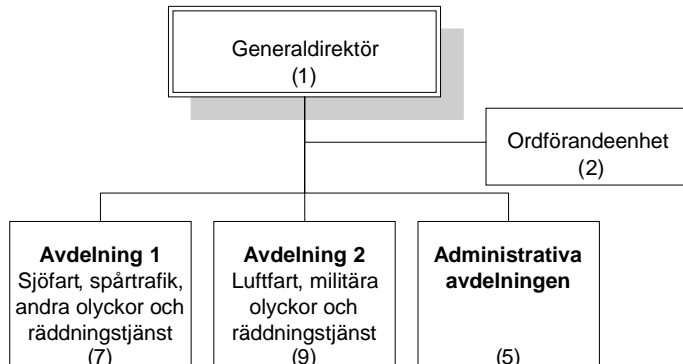 Generaldirektör
(1)
Ordförandeenhet
(2)
Avdelning 1
Sjöfart, spårtrafik,
andra olyckor och
räddningstjänst
(7)
Avdelning 2
Luftfart, militära
olyckor och
räddningstjänst
(9)
Administrativa
avdelningen
(5)